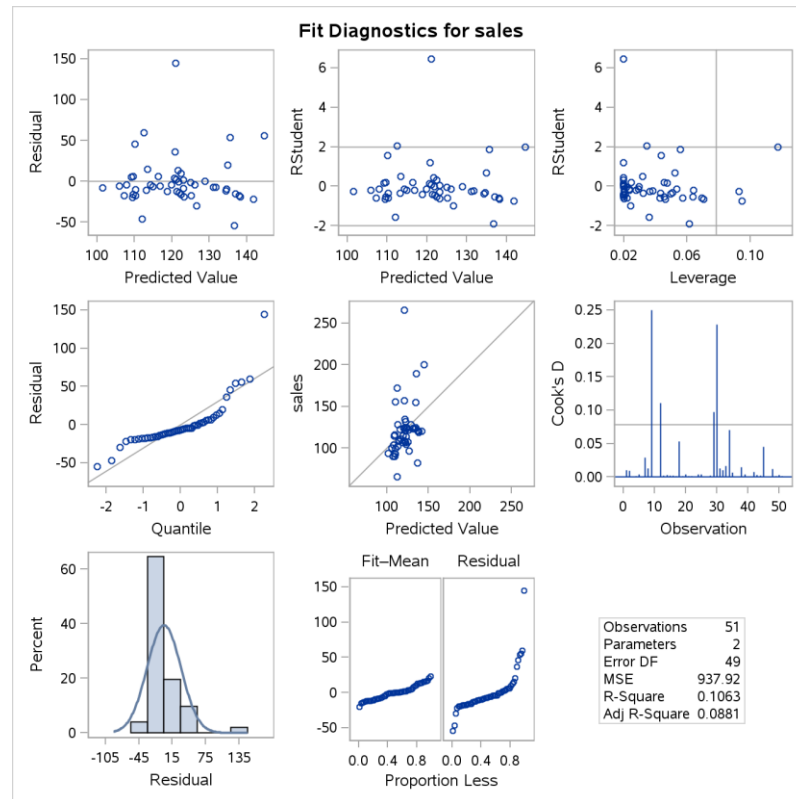 Fit Diagnostics for sales
Residual
150
100
50
0
-50
100 110 120 130 140
Predicted Value
RStudent
6
4
2
0
-2
100 110 120 130 140
Predicted Value
RStudent
6
4
2
0
-2
0.02 0.06 0.10
Leverage
Residual
150
100
50
0
-50
-2 -1 0 1 2
Quantile
sales
250
200
150
100
100 150 200 250
Predicted Value
Cook's D
0.25
0.20
0.15
0.10
0.05
0.00
0 10 20 30 40 50
Observation
Percent
60
40
20
0
-105 -45 15 75 135
Residual
Fit–Mean Residual
150
100
50
0
-50
0.0 0.4 0.8 0.0 0.4 0.8
Proportion Less
Observations 51
Parameters 2
Error DF 49
MSE 937.92
R-Square 0.1063
Adj R-Square 0.0881